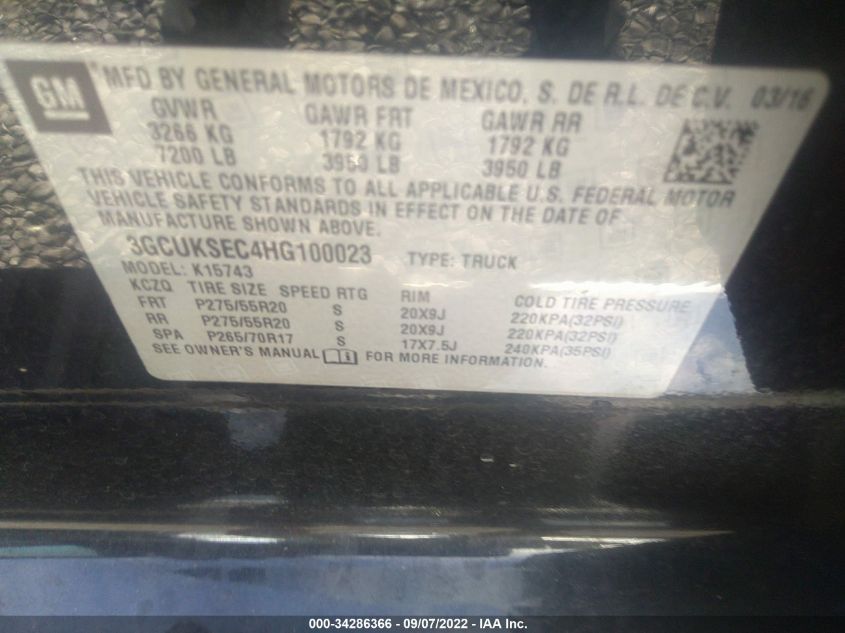 GM
MFD BY GENERAL MOTORS DE MEXICO, S. DE R.L. DE C.V. 03/16
GVWR GAWR FRT GAWR RR
3266 KG 1792 KG 1792 KG
7200 LB 3950 LB 3950 LB
THIS VEHICLE CONFORMS TO ALL APPLICABLE U.S. FEDERAL MOTOR
VEHICLE SAFETY STANDARDS IN EFFECT ON THE DATE OF
MANUFACTURE SHOWN ABOVE.
3GCUKSEC4HG100023 TYPE: TRUCK
MODEL: K15743
KCZQ TIRE SIZE SPEED RTG RIM COLD TIRE PRESSURE
FRT P275/55R20 S 20X9J 220KPA(32PSI)
RR P275/55R20 S 20X9J 220KPA(32PSI)
SPA P265/70R17 S 17X7.5J 240KPA(35PSI)
SEE OWNER'S MANUAL FOR MORE INFORMATION.
000-34286366 - 09/07/2022 - IAA Inc.